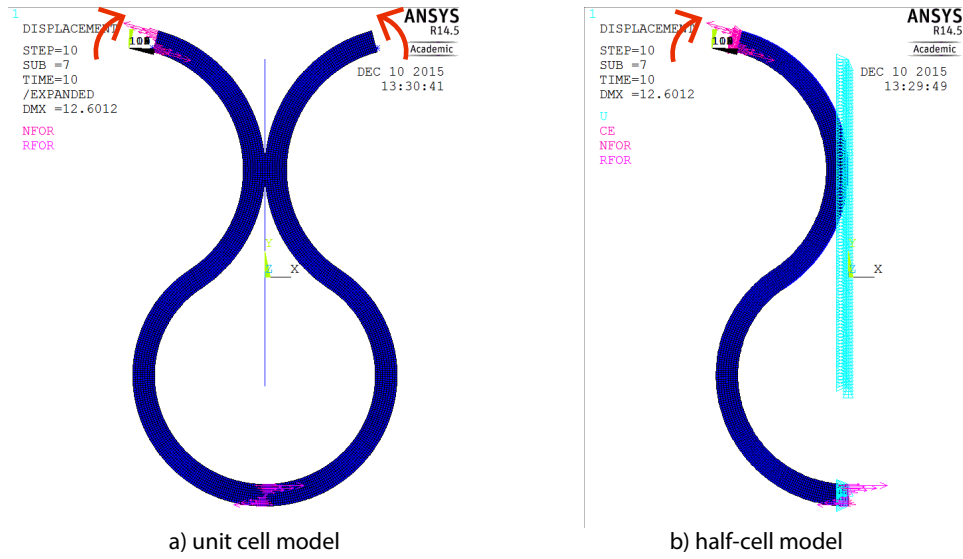 1
DISPLACEMENT
STEP=10
SUB =7
TIME=10
/EXPANDED
DMX =12.6012
NFOR
RFOR
ANSYS
R14.5
Academic
DEC 10 2015
13:30:41
Y
Z X
a) unit cell model
1
DISPLACEMENT
STEP=10
SUB =7
TIME=10
DMX =12.6012
U
CE
NFOR
RFOR
ANSYS
R14.5
Academic
DEC 10 2015
13:29:49
Y
Z X
b) half-cell model